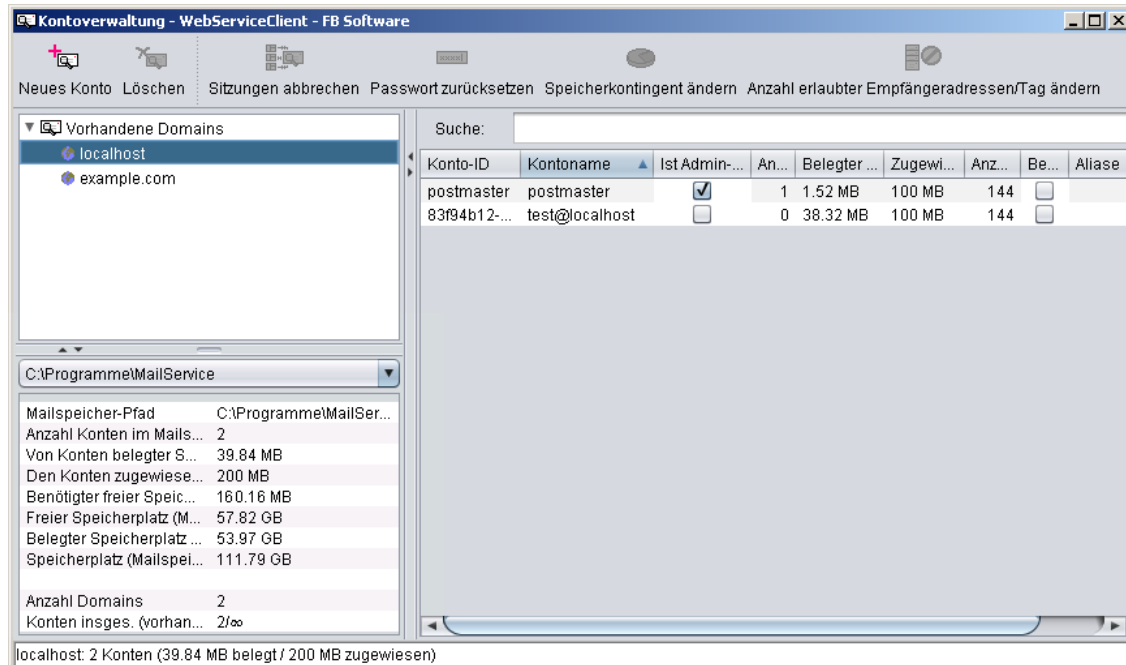 Kontoverwaltung - WebServiceClient - FB Software
Neues Konto Löschen Sitzungen abbrechen Passwort zurücksetzen Speicherkontingent ändern Anzahl erlaubter Empfängeradressen/Tag ändern
Vorhandene Domains
localhost
example.com
Suche:
Konto-ID Kontoname Ist Admin-... An... Belegter ... Zugewi... Anz... Be... Aliase
postmaster postmaster 1 1.52 MB 100 MB 144
83f94b12-... test@localhost 0 38.32 MB 100 MB 144
C:\Programme\MailService
Mailspeicher-Pfad C:\Programme\MailSer...
Anzahl Konten im Mails... 2
Von Konten belegter S... 39.84 MB
Den Konten zugewiese... 200 MB
Benötigter freier Speic... 160.16 MB
Freier Speicherplatz (M... 57.82 GB
Belegter Speicherplatz ... 53.97 GB
Speicherplatz (Mailspei... 111.79 GB
Anzahl Domains 2
Konten insges. (vorhan... 2/∞
localhost: 2 Konten (39.84 MB belegt / 200 MB zugewiesen)